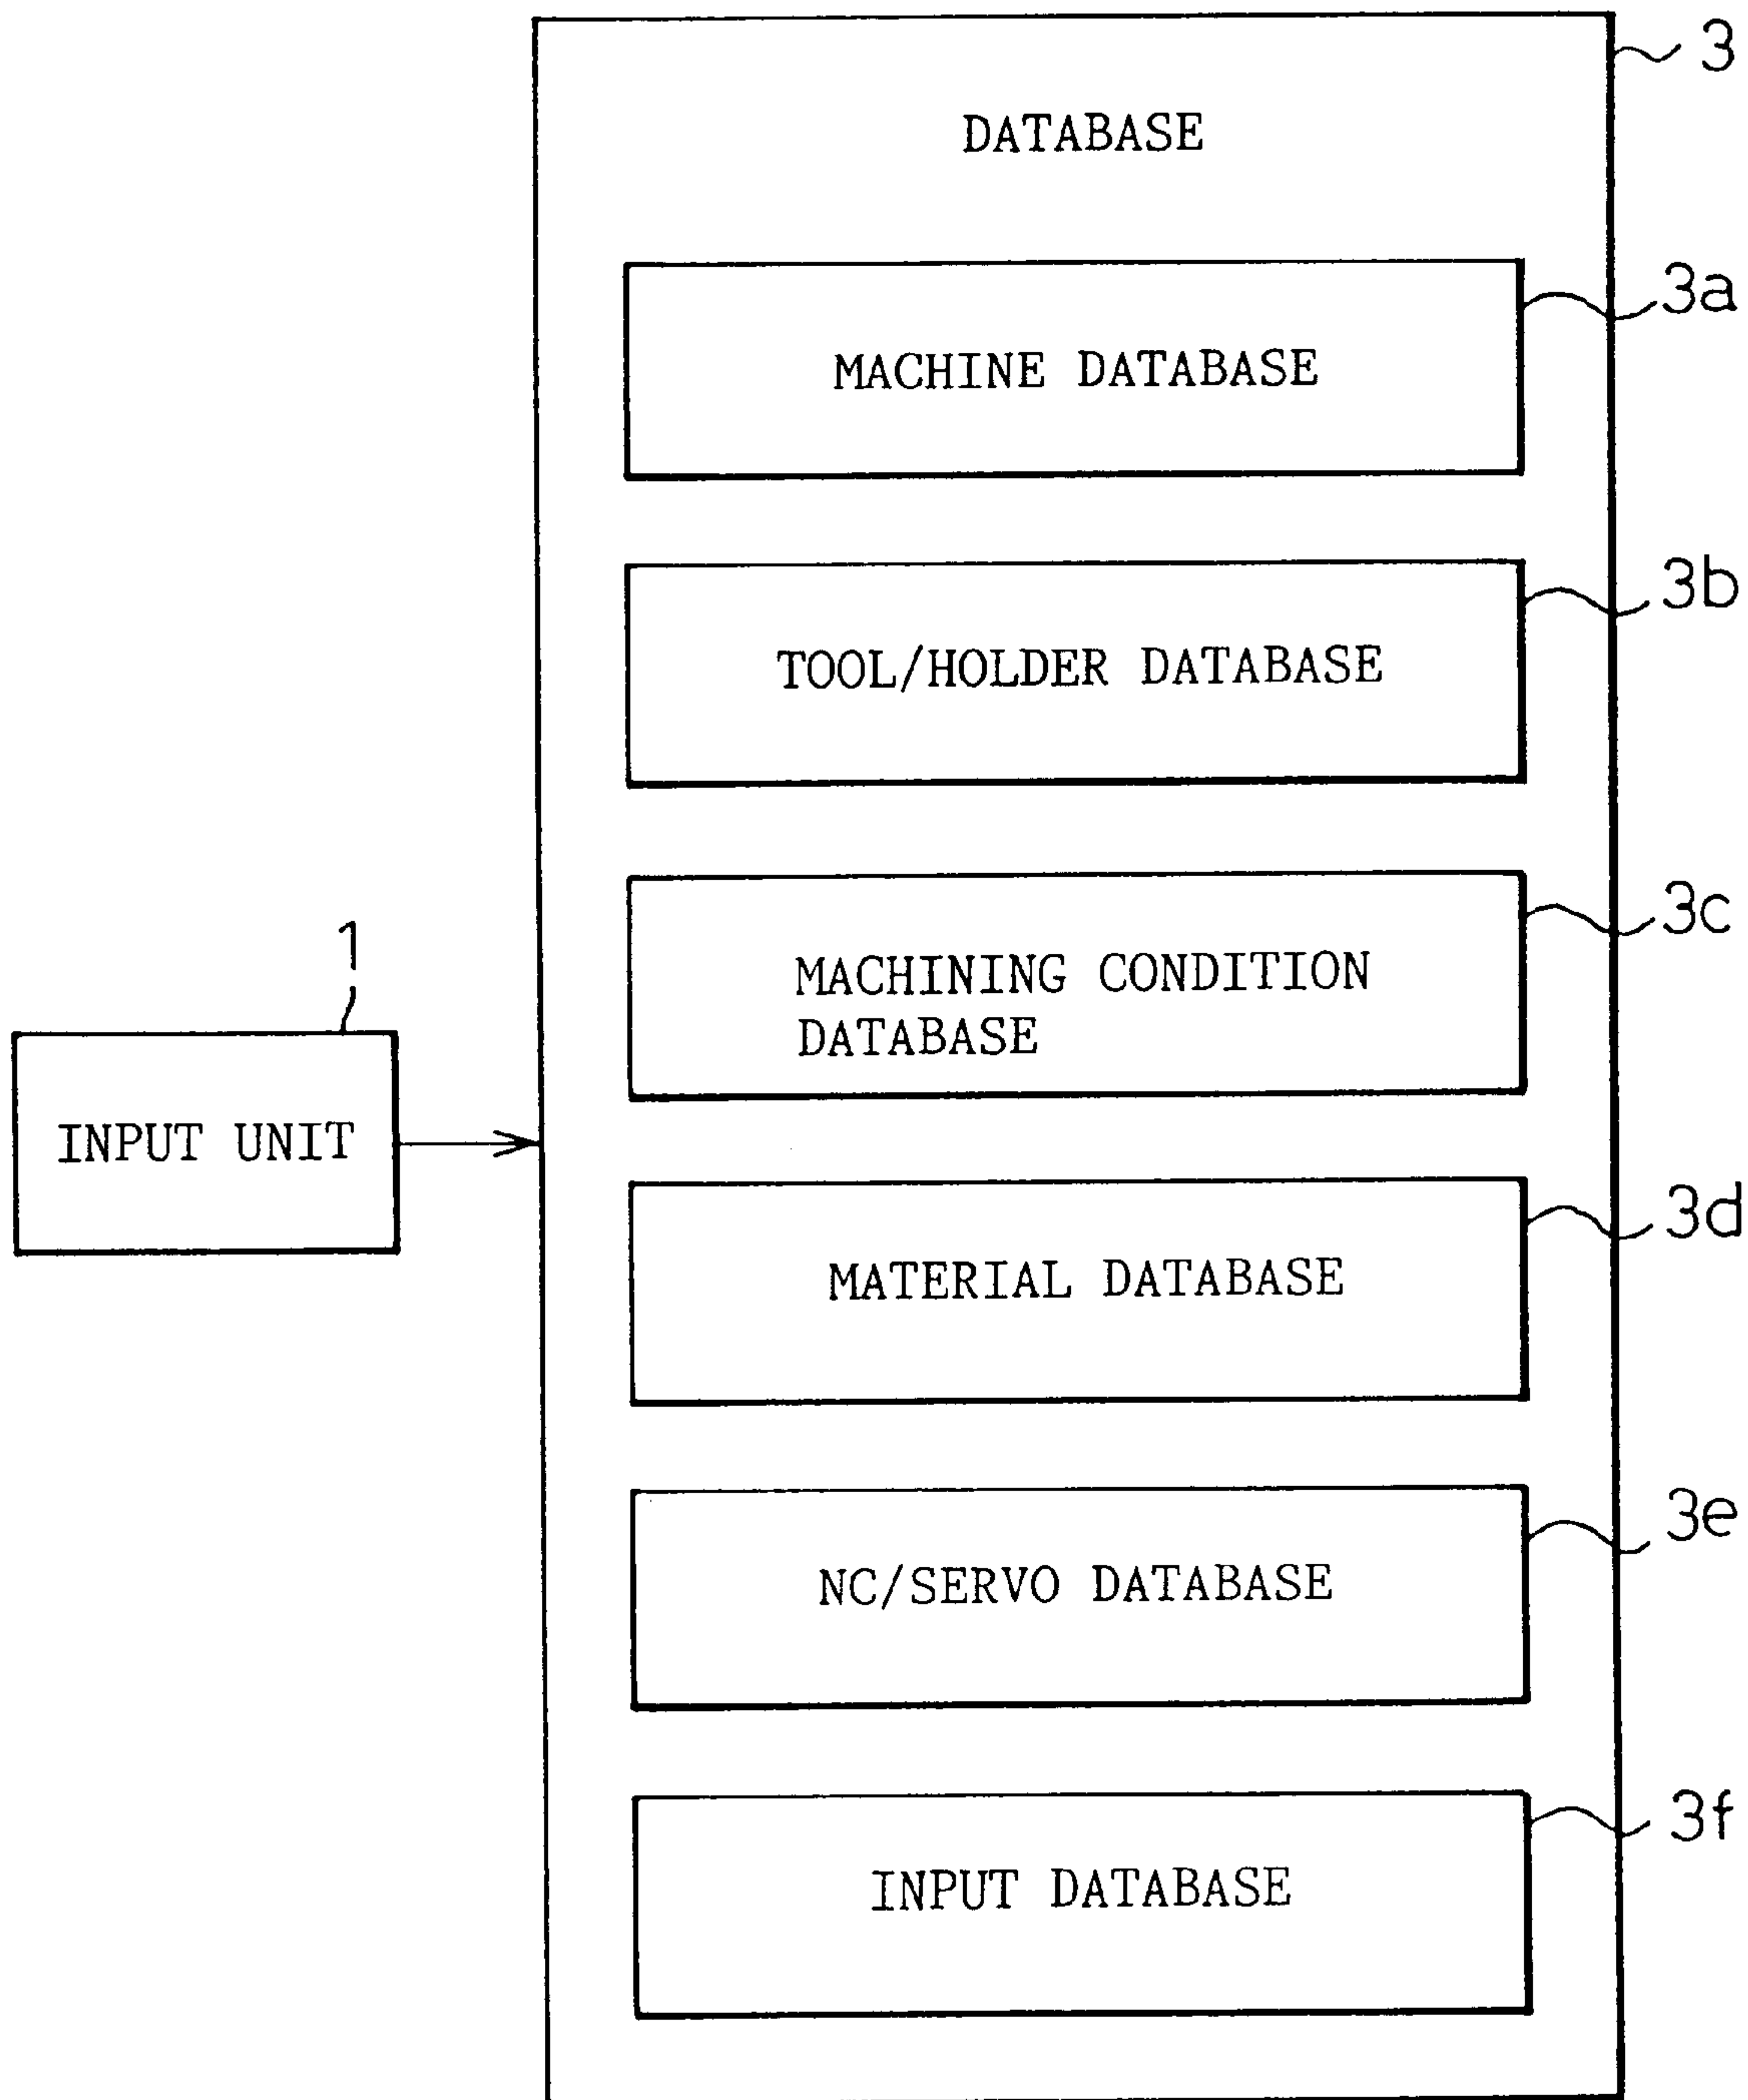 3
DATABASE
3a
MACHINE DATABASE
3b
TOOL/HOLDER DATABASE
3c
MACHINING CONDITION
DATABASE
1
INPUT UNIT
3d
MATERIAL DATABASE
3e
NC/SERVO DATABASE
3f
INPUT DATABASE